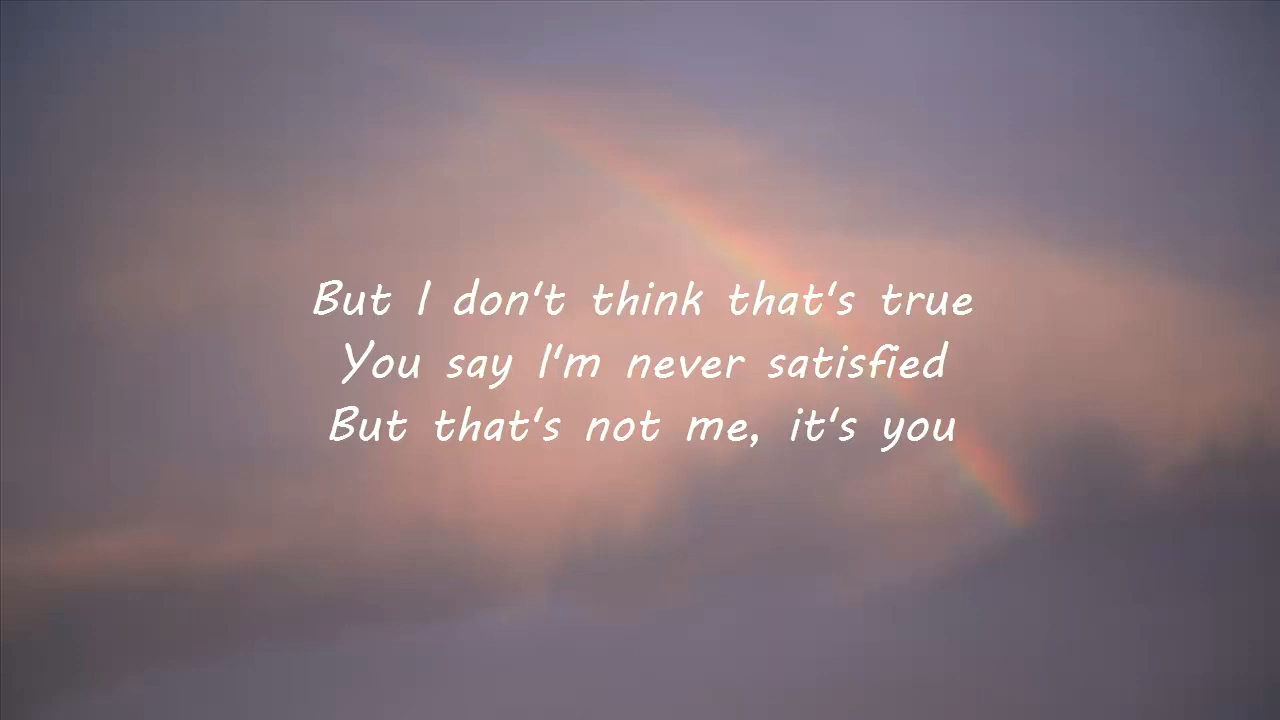 But I don't think that's true
You say I'm never satisfied
But that's not me, it's you